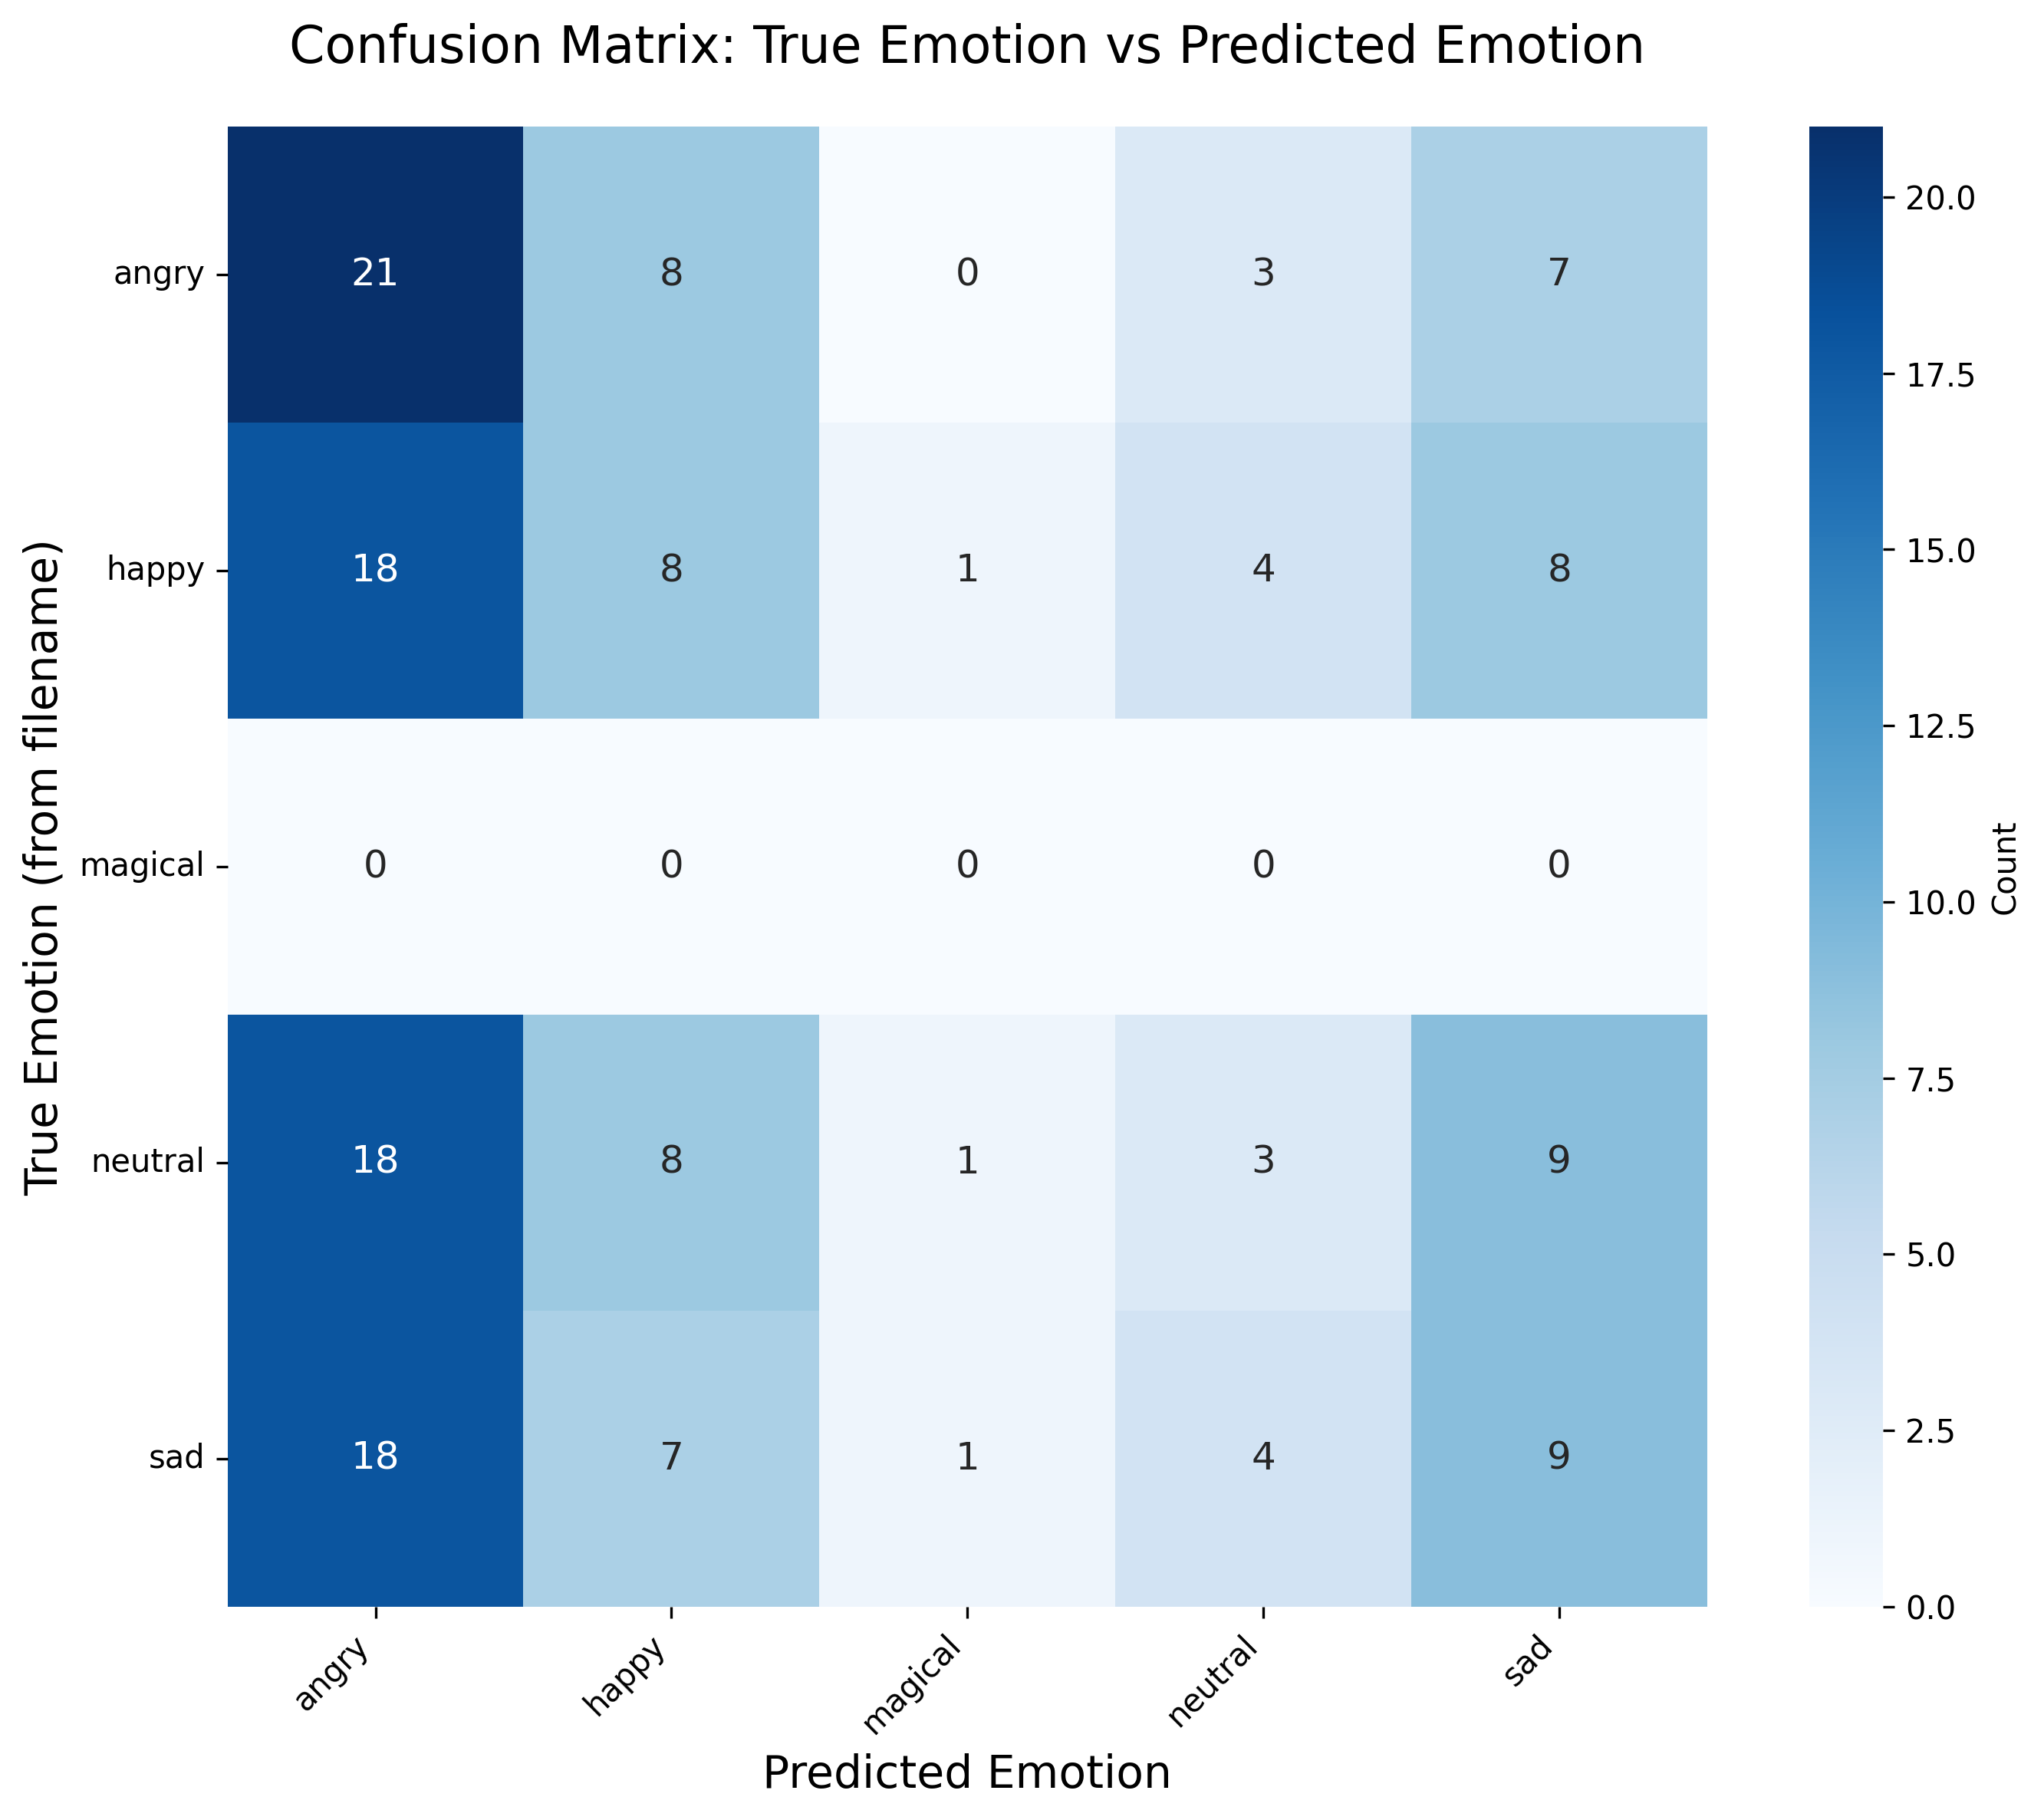 Confusion Matrix: True Emotion vs Predicted Emotion
True Emotion (from filename)
angry 21 8 0 3 7
happy 18 8 1 4 8
magical 0 0 0 0 0
neutral 18 8 1 3 9
sad 18 7 1 4 9
angry happy magical neutral sad
Predicted Emotion
20.0
17.5
15.0
12.5
10.0
7.5
5.0
2.5
0.0
Count